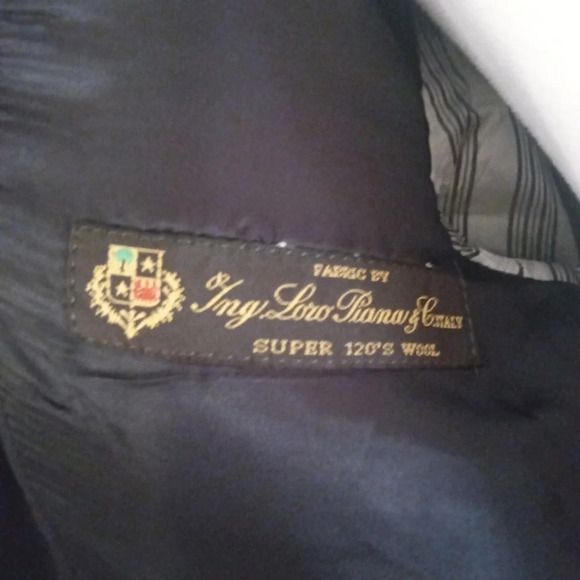 FABRIC BY
Ing. Loro Piana & C. ITALY
SUPER 120'S WOOL